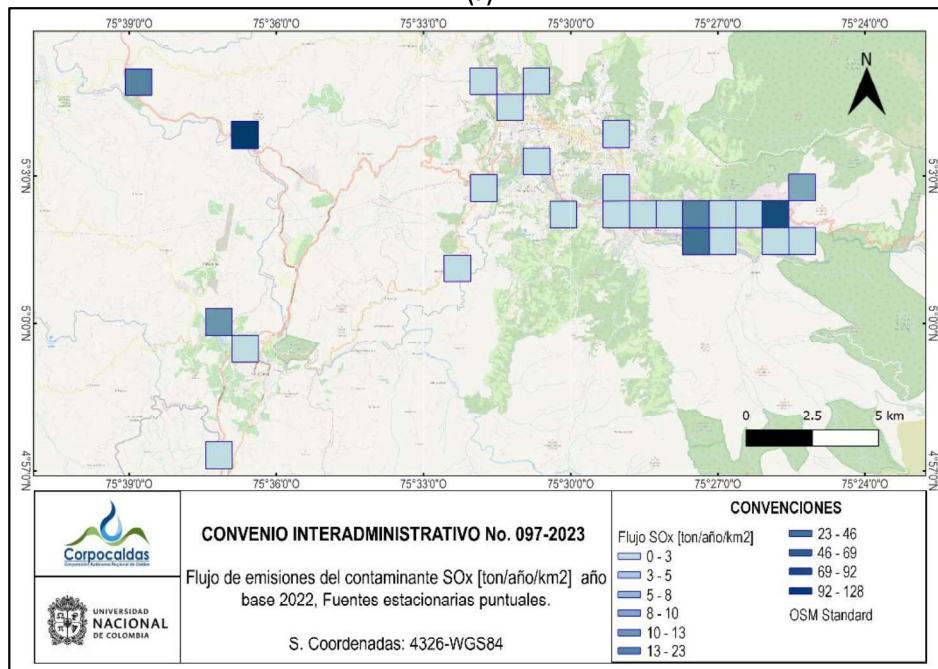 75°39'0"O 75°36'0"O 75°33'0"O 75°30'0"O 75°27'0"O 75°24'0"O
N
5°3'0"N 5°3'0"N
5°0'0"N 5°0'0"N
0 2.5 5 km
4°57'0"N 4°57'0"N
75°39'0"O 75°36'0"O 75°33'0"O 75°30'0"O 75°27'0"O 75°24'0"O
Corpocaldas
Corporación Autónoma Regional de Caldas
UNIVERSIDAD
NACIONAL
DE COLOMBIA
CONVENIO INTERADMINISTRATIVO No. 097-2023
Flujo de emisiones del contaminante SOx [ton/año/km2] año
base 2022, Fuentes estacionarias puntuales.
S. Coordenadas: 4326-WGS84
CONVENCIONES
Flujo SOx [ton/año/km2]
0 - 3
3 - 5
5 - 8
8 - 10
10 - 13
13 - 23
23 - 46
46 - 69
69 - 92
92 - 128
OSM Standard